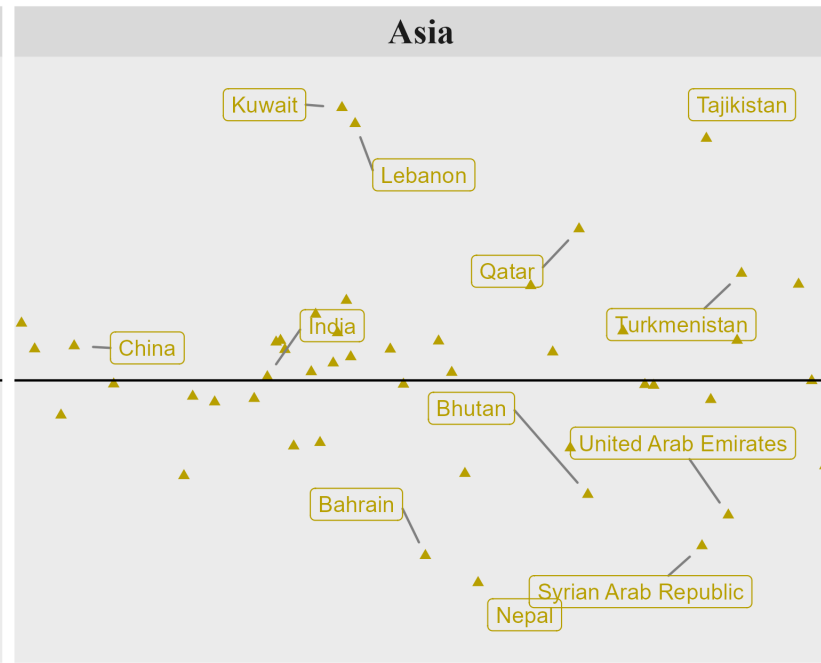 Asia
Kuwait
Tajikistan
Lebanon
Qatar
India
Turkmenistan
China
Bhutan
United Arab Emirates
Bahrain
Syrian Arab Republic
Nepal